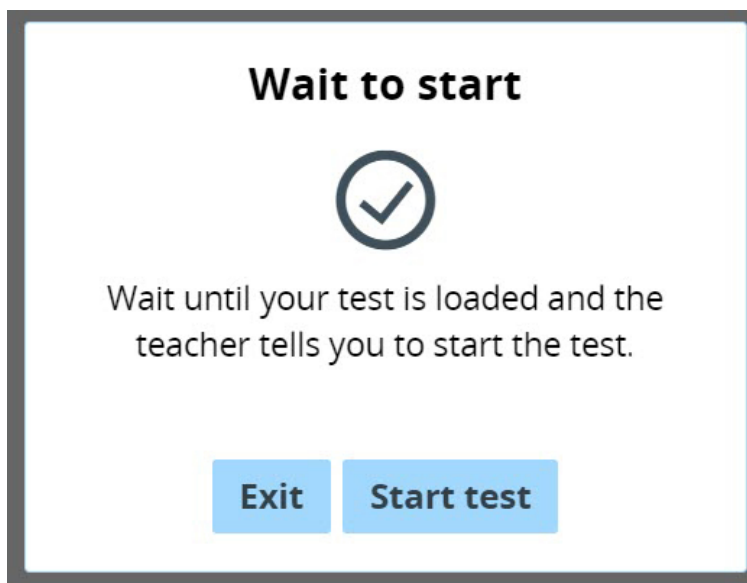 Wait to start
Wait until your test is loaded and the
teacher tells you to start the test.
Exit
Start test